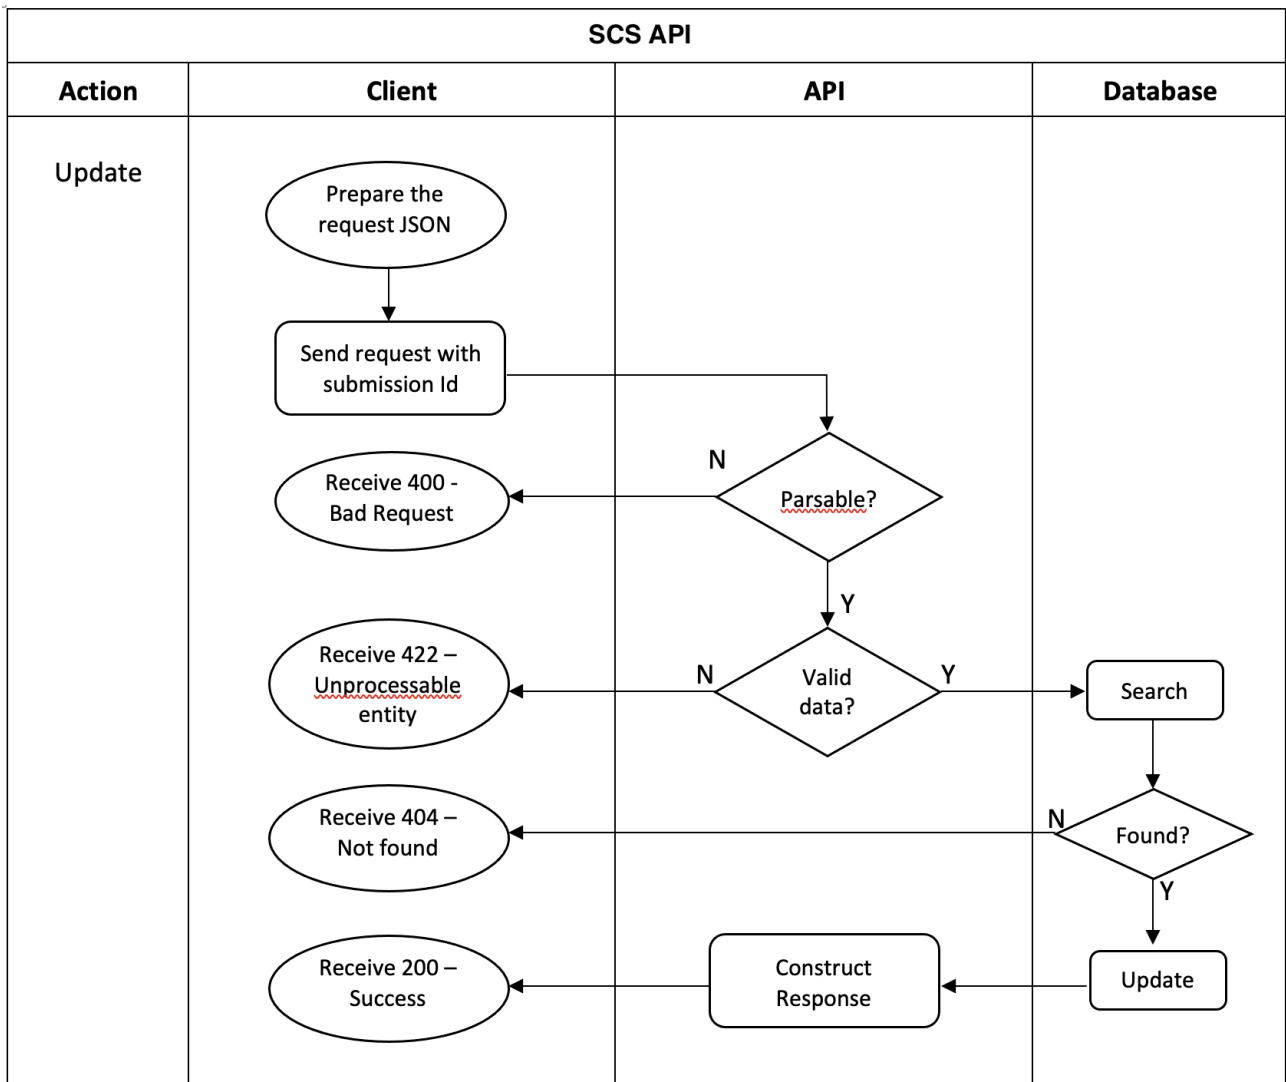 SCS API
Action
Client
API
Database
Update
Prepare the
request JSON
Send request with
submission Id
N
Receive 400 -
Bad Request
Parsable?
Y
Receive 422 –
Unprocessable
entity
N
Valid
data?
Y
Search
Receive 404 –
Not found
N
Found?
Y
Receive 200 –
Success
Construct
Response
Update